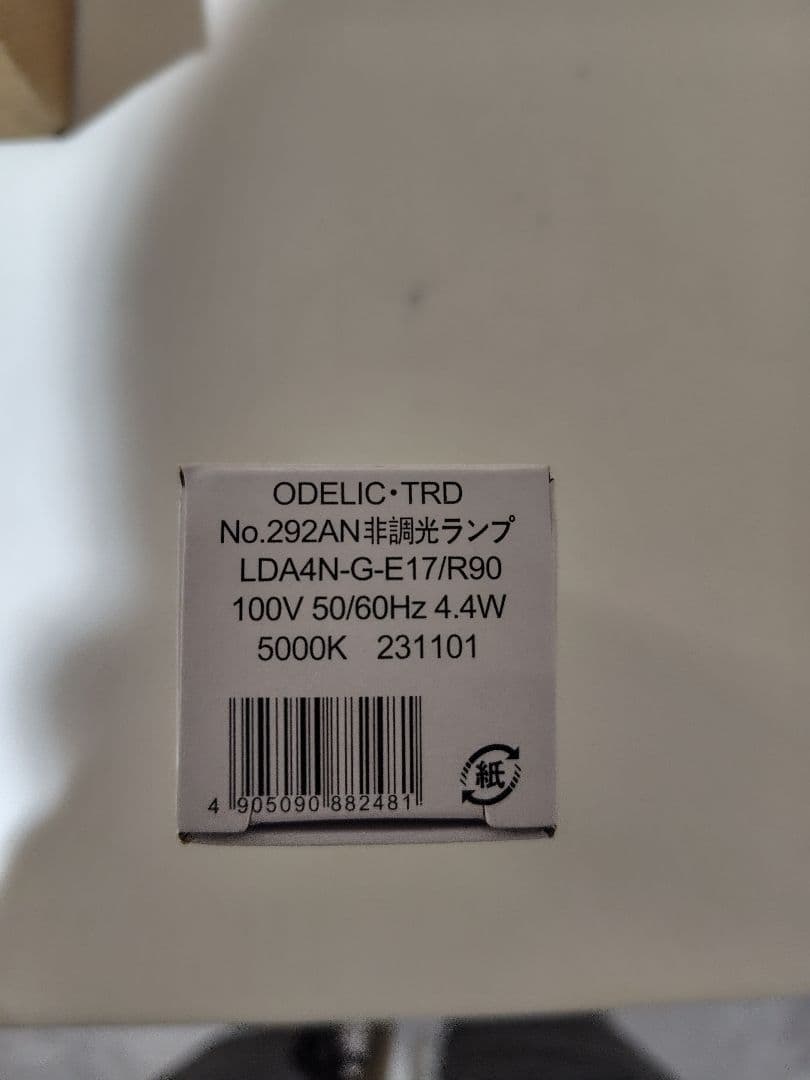 ODELIC・TRD
No.292AN非調光ランプ
LDA4N-G-E17/R90
100V 50/60Hz 4.4W
5000K 231101
紙
4 905090 882481